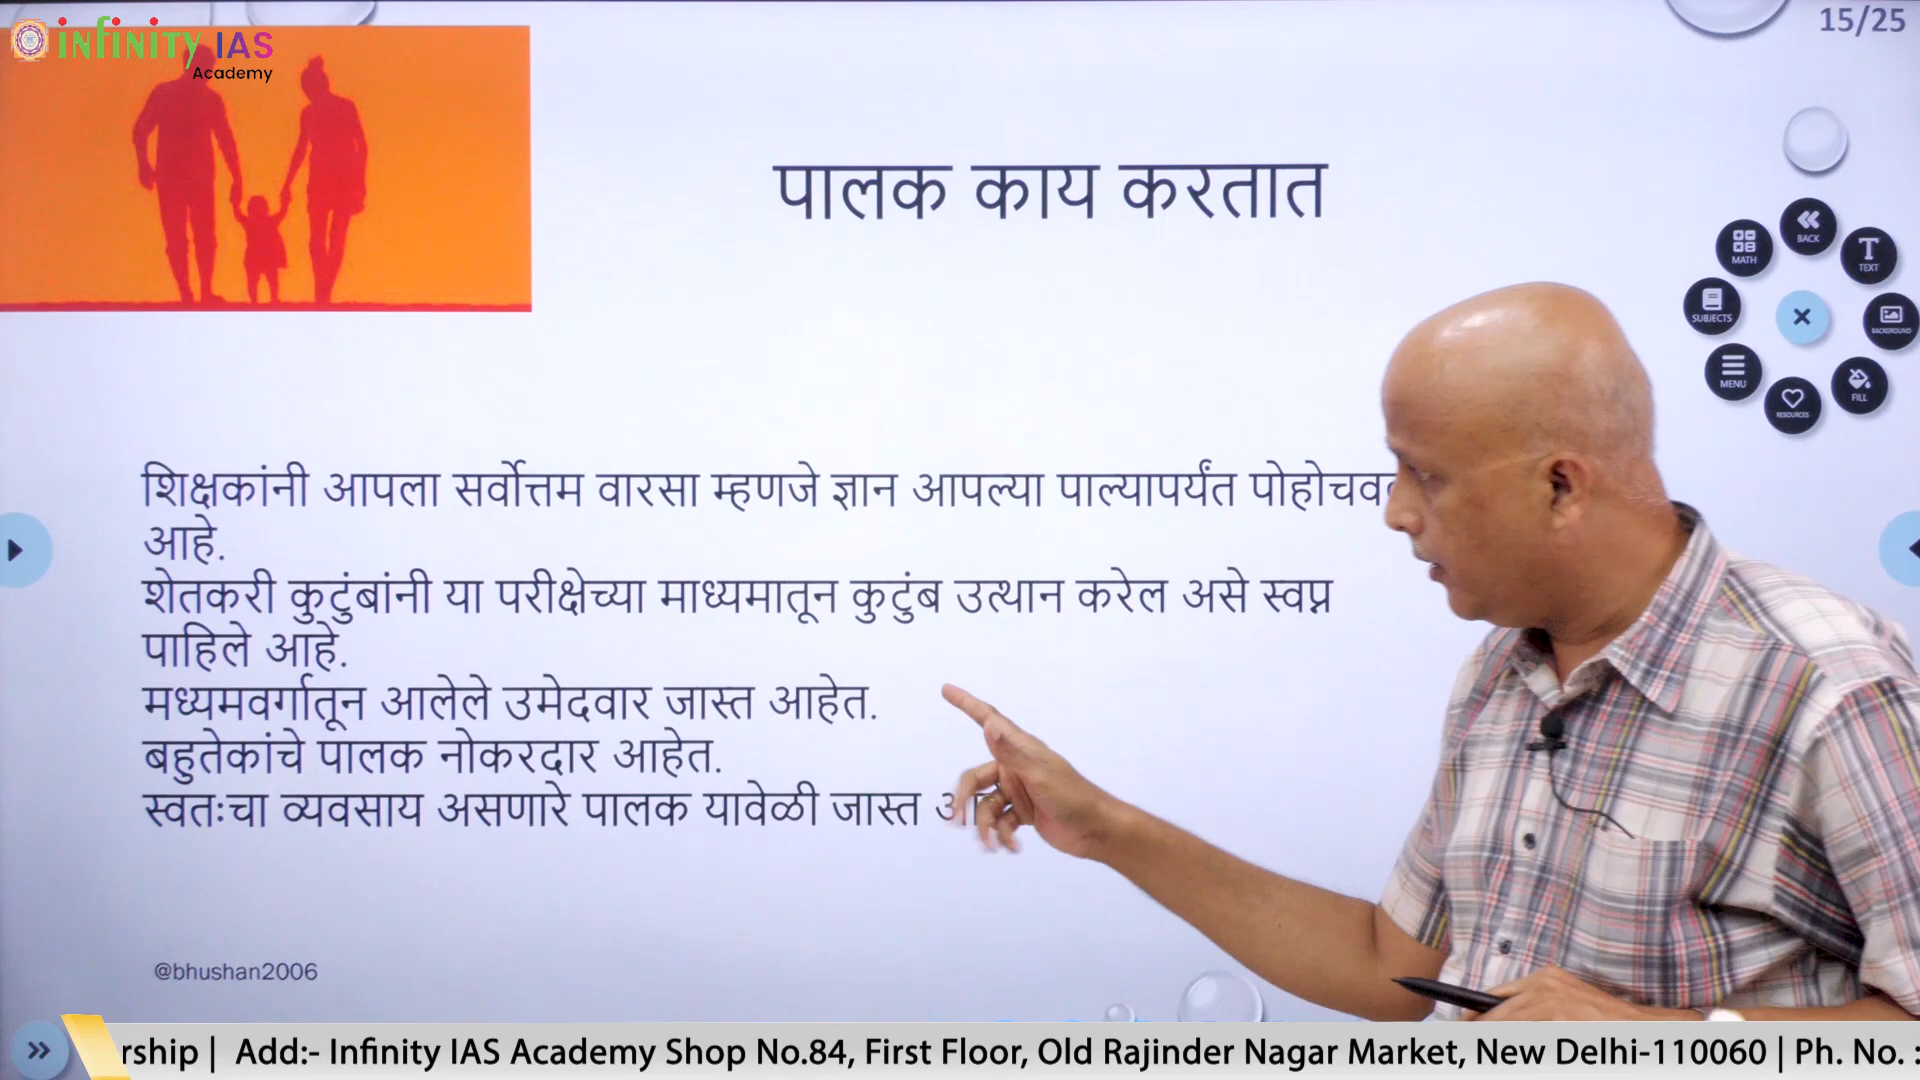 infinity IAS
Academy
15/25
पालक काय करतात
BACK
MATH
TEXT
SUBJECTS
BACKGROUND
MENU
FILL
RESOURCES
शिक्षकांनी आपला सर्वोत्तम वारसा म्हणजे ज्ञान आपल्या पाल्यापर्यंत
आहे.
शेतकरी कुटुंबांनी या परीक्षेच्या माध्यमातून कुटुंब उत्थान करेल असे स्वप्न
पाहिले आहे.
मध्यमवर्गातून आलेले उमेदवार जास्त आहेत.
बहुतेकांचे पालक नोकरदार आहेत.
स्वतःचा व्यवसाय असणारे पालक यावेळी जास्त
@bhushan2006
rship | Add:- Infinity IAS Academy Shop No.84, First Floor, Old Rajinder Nagar Market, New Delhi-110060 | Ph. No. :